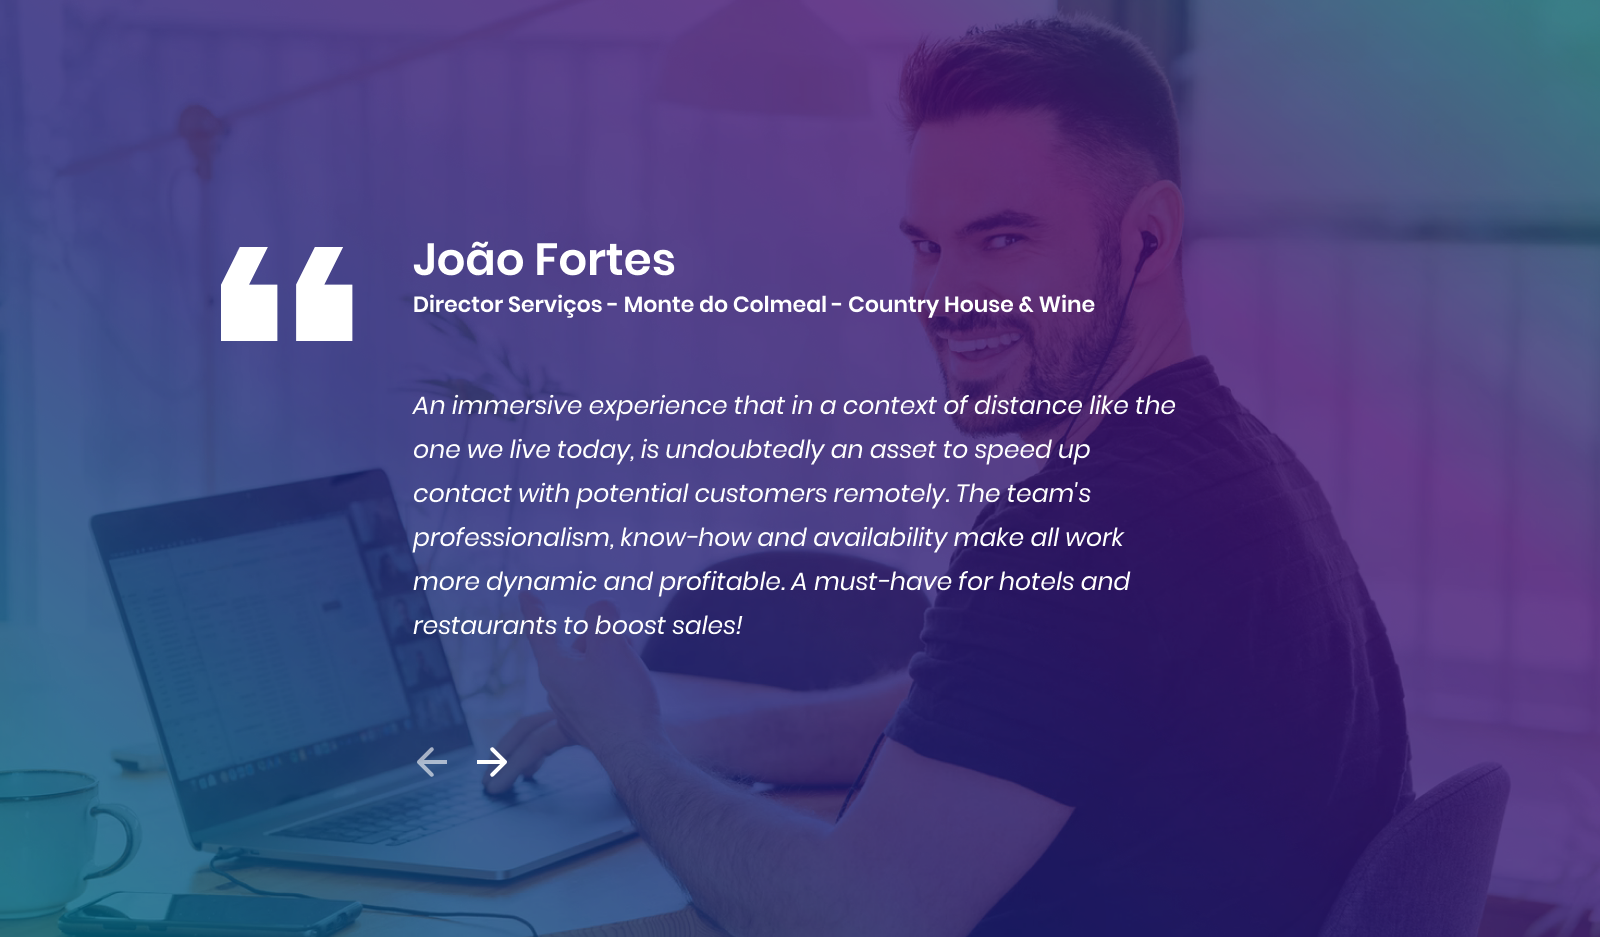 João Fortes
Director Serviços - Monte do Colmeal - Country House & Wine
An immersive experience that in a context of distance like the
one we live today, is undoubtedly an asset to speed up
contact with potential customers remotely. The team's
professionalism, know-how and availability make all work
more dynamic and profitable. A must-have for hotels and
restaurants to boost sales!